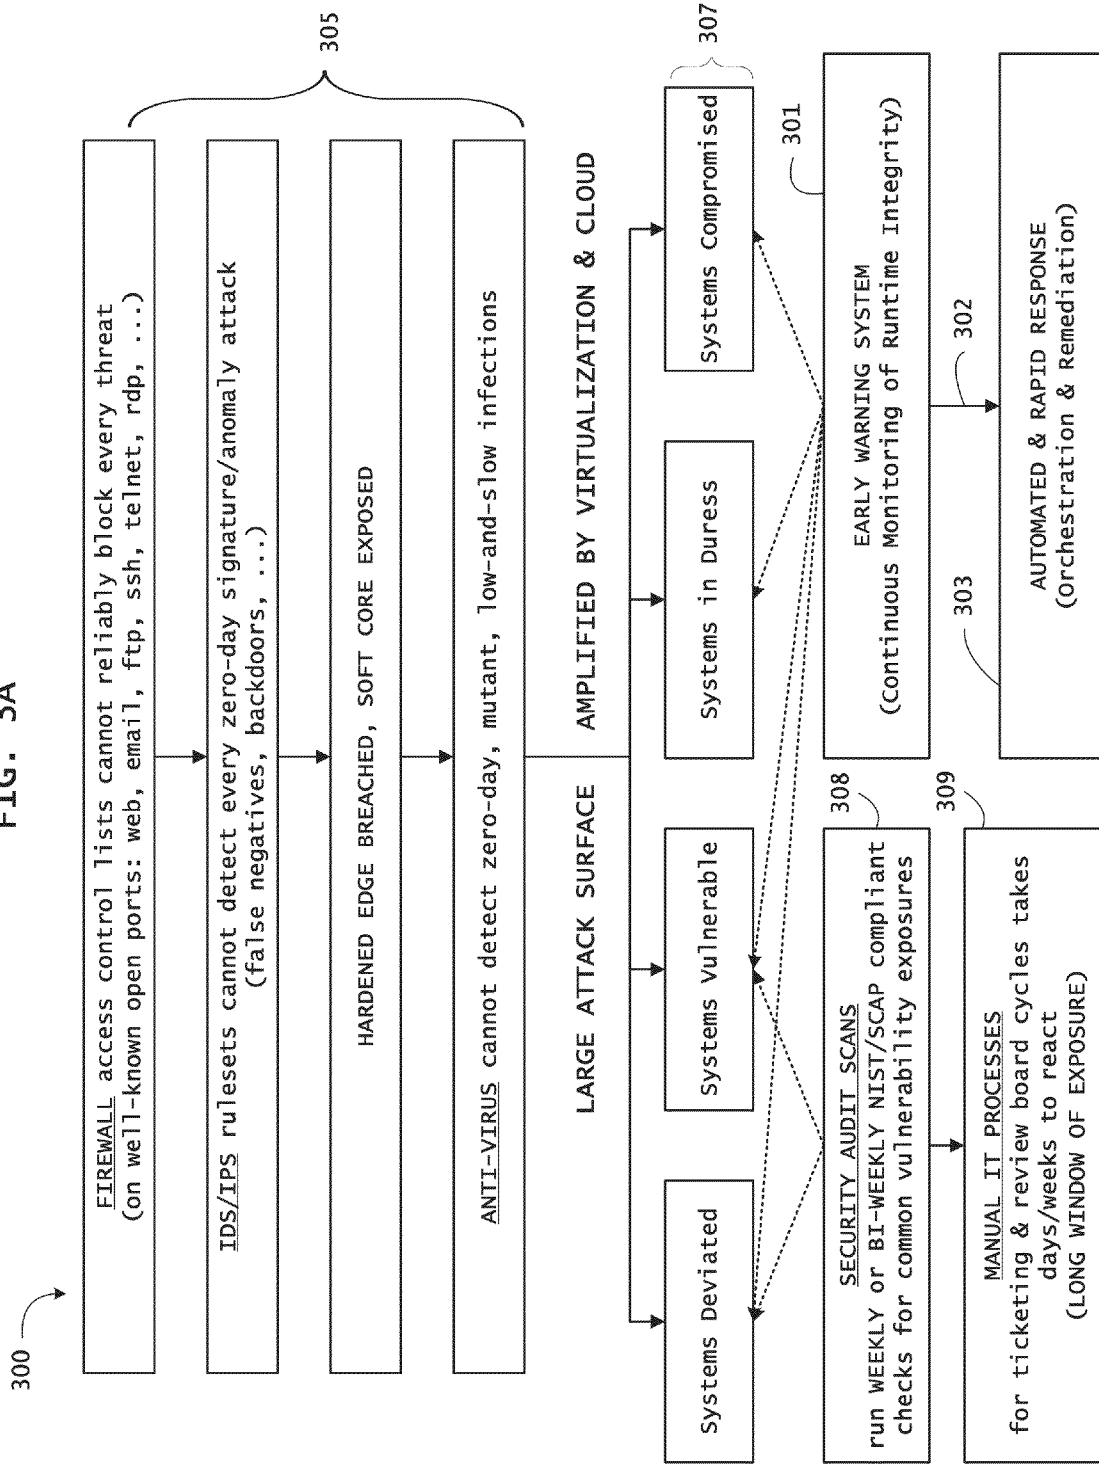 FIG. 3A
300
FIREWALL access control lists cannot reliably block every threat
(on well-known open ports: web, email, ftp, ssh, telnet, rdp, ...)
305
IDS/IPS rulesets cannot detect every zero-day signature/anomaly attack
(false negatives, backdoors, ...)
HARDENED EDGE BREACHED, SOFT CORE EXPOSED
ANTI-VIRUS cannot detect zero-day, mutant, low-and-slow infections
LARGE ATTACK SURFACE
AMPLIFIED BY VIRTUALIZATION & CLOUD
Systems Deviated
Systems Vulnerable
Systems in Duress
Systems Compromised
307
SECURITY AUDIT SCANS
run WEEKLY or BI-WEEKLY NIST/SCAP compliant
checks for common vulnerability exposures
308
EARLY WARNING SYSTEM
(Continuous Monitoring of Runtime Integrity)
301
302
MANUAL IT PROCESSES
for ticketing & review board cycles takes
days/weeks to react
(LONG WINDOW OF EXPOSURE)
309
303
AUTOMATED & RAPID RESPONSE
(Orchestration & Remediation)